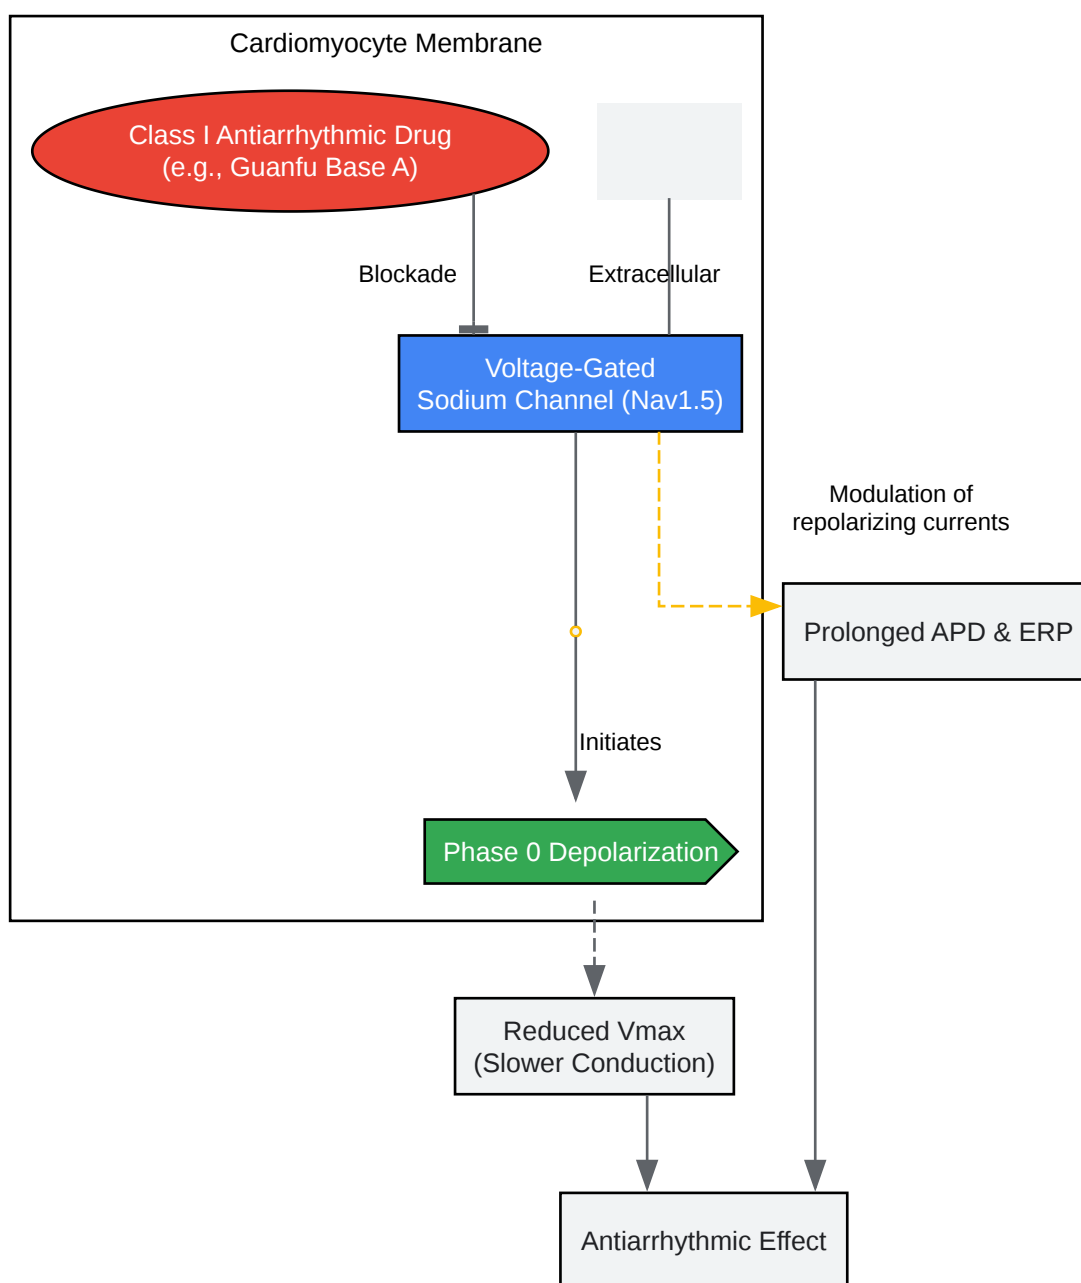 Cardiomyocyte Membrane
Class I Antiarrhythmic Drug
(e.g., Guanfu Base A)
Blockade
Extracellular
Voltage-Gated
Sodium Channel (Nav1.5)
Modulation of
repolarizing currents
Prolonged APD & ERP
Initiates
Phase 0 Depolarization
Reduced Vmax
(Slower Conduction)
Antiarrhythmic Effect